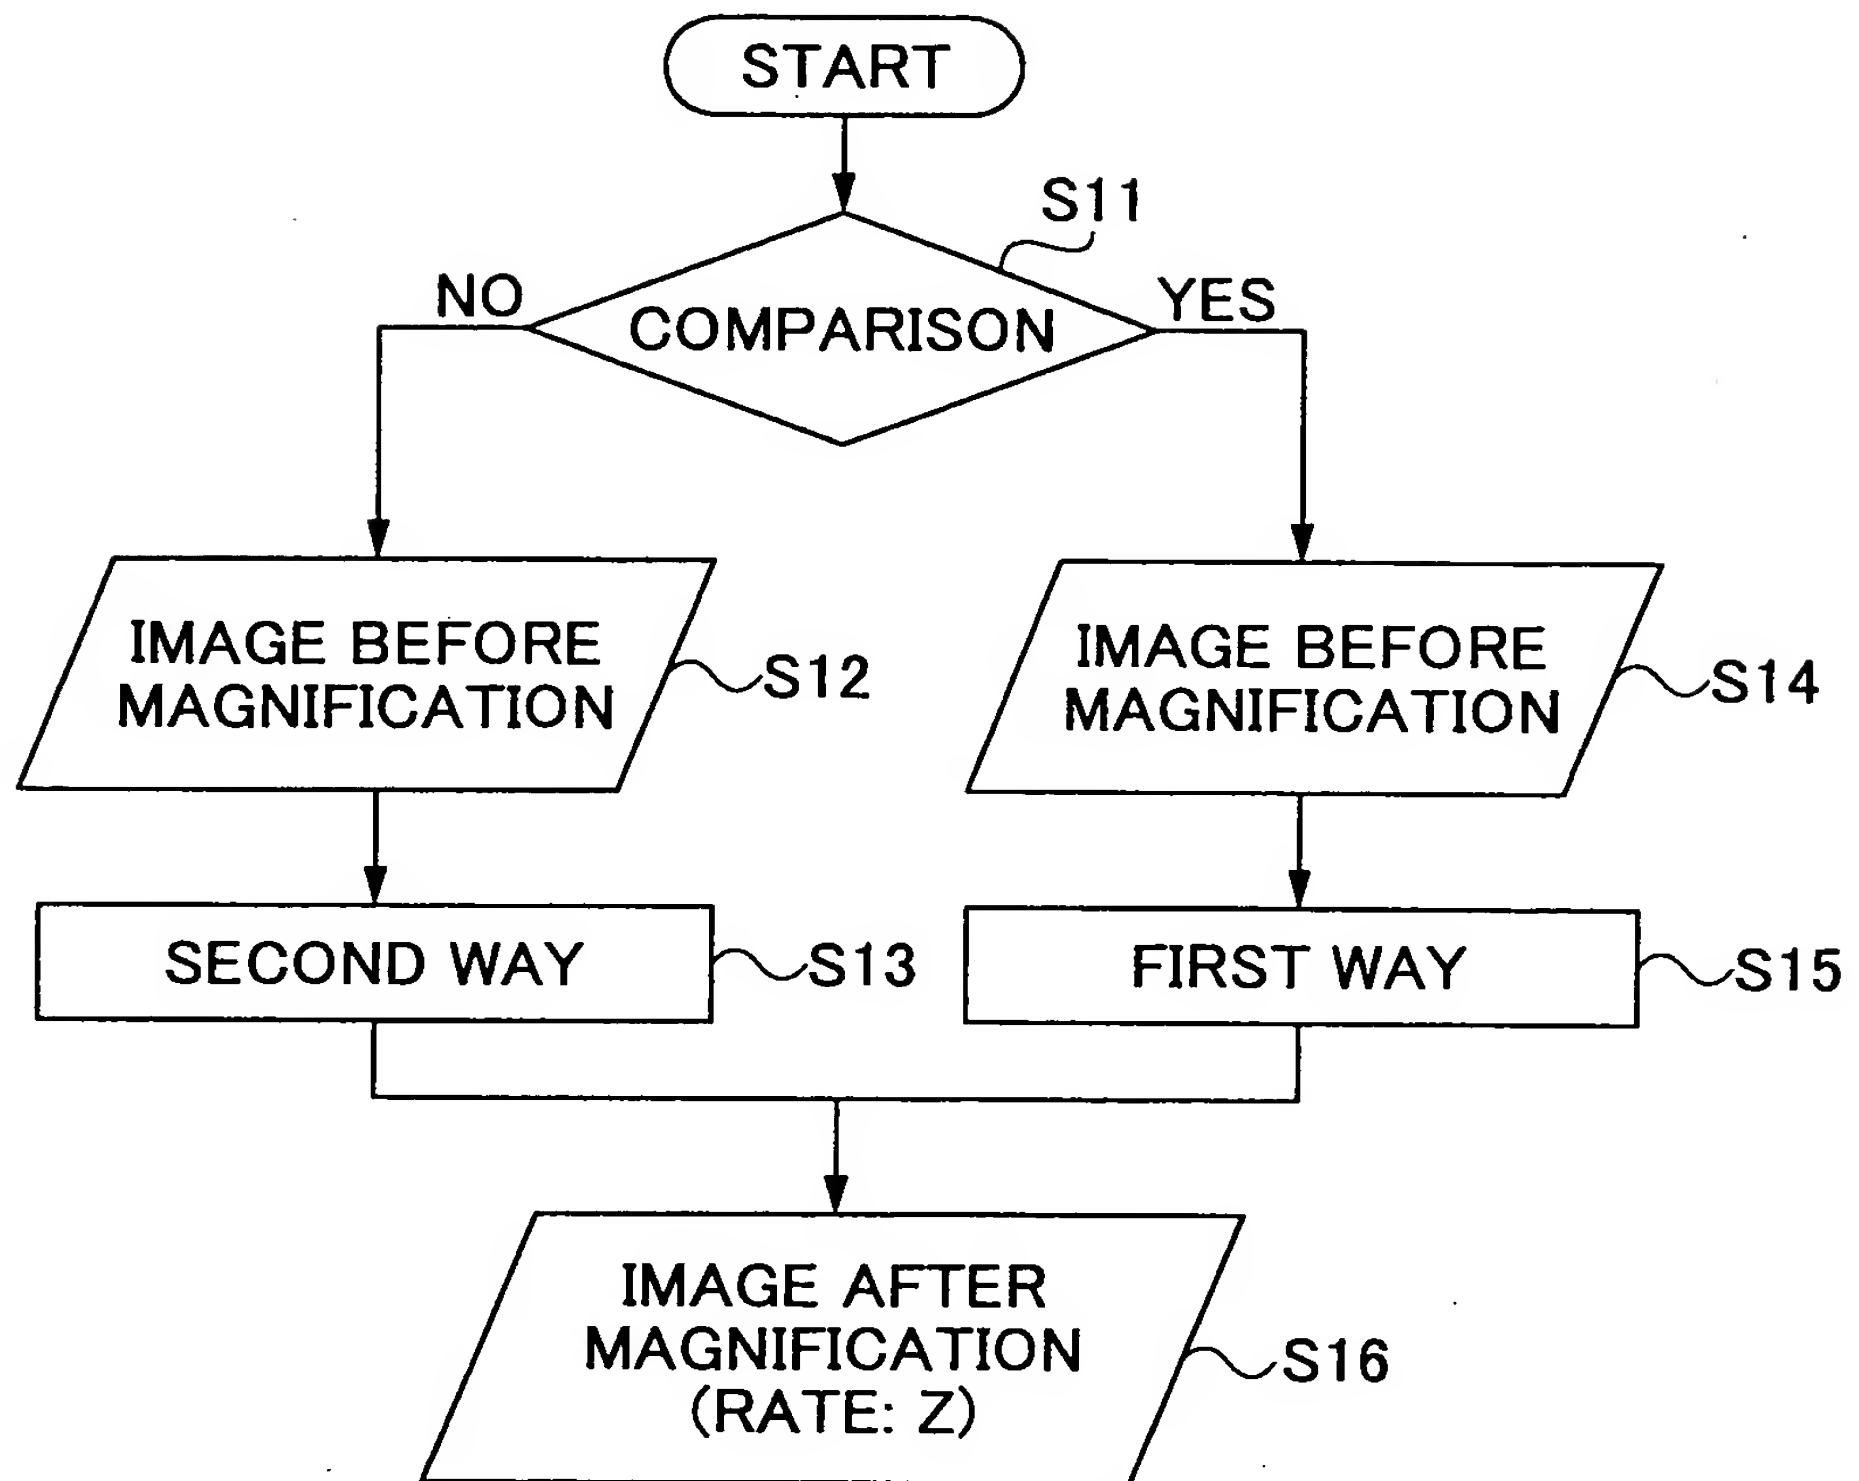 START
S11
NO
COMPARISON
YES
IMAGE BEFORE
MAGNIFICATION
S12
IMAGE BEFORE
MAGNIFICATION
S14
SECOND WAY
S13
FIRST WAY
S15
IMAGE AFTER
MAGNIFICATION
(RATE: Z)
S16